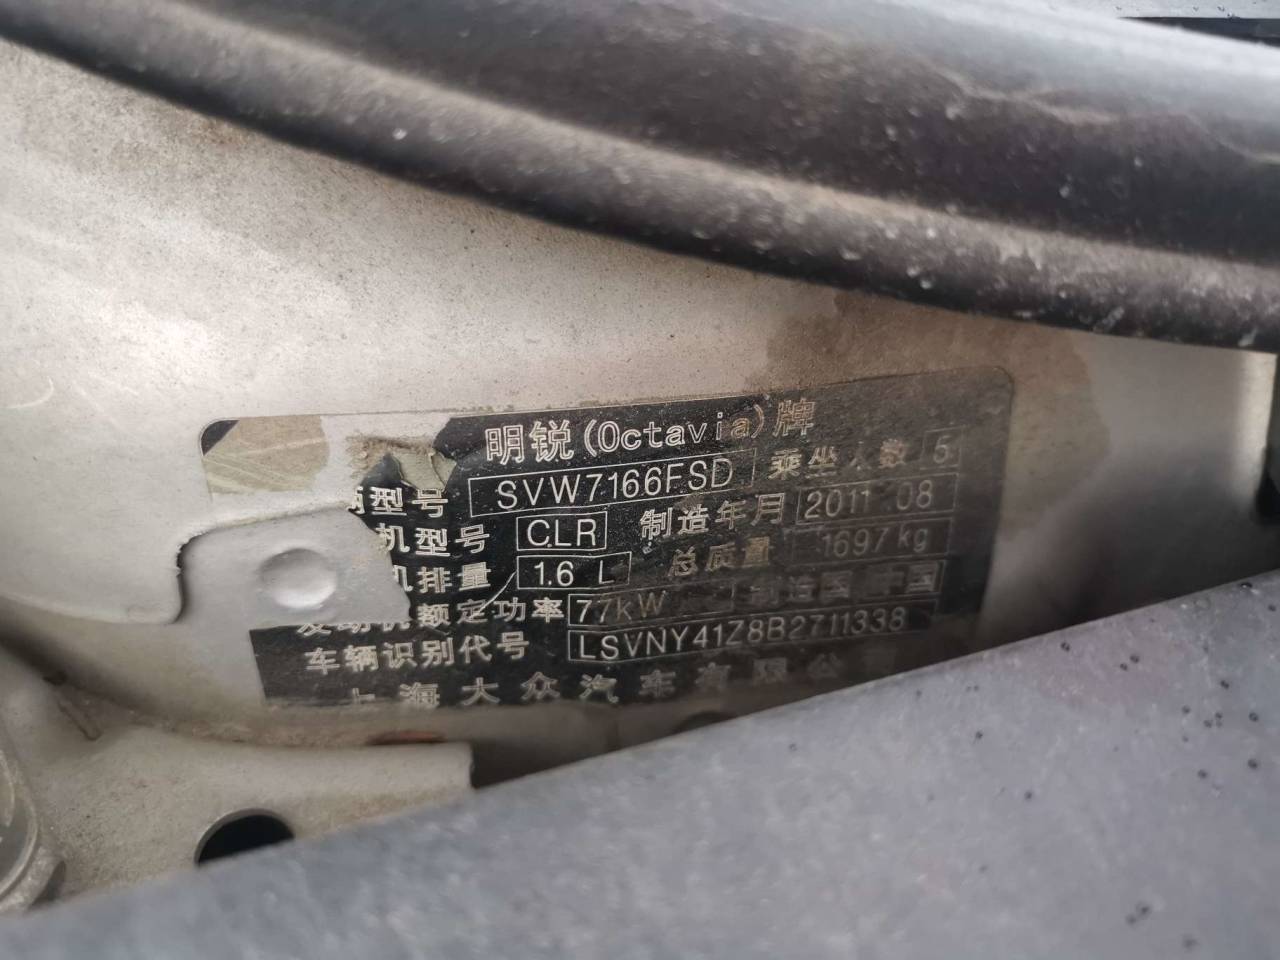 明锐(Octavia)牌
型号 SVW7166FSD 乘坐人数 5
机型号 CLR 制造年月 2011 08
机排量 1.6 L 总质量 1697kg
发动机额定功率 77kW 制造国 中国
车辆识别代号 LSVNY41Z8B2711338
上海大众汽车有限公司